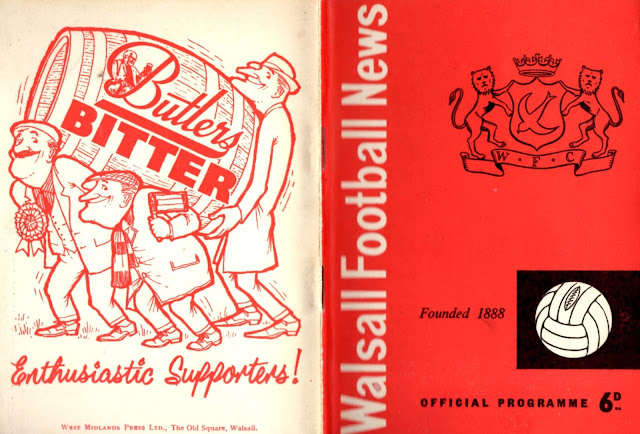 Butlers
BITTER
Enthusiastic Supporters!
WEST MIDLANDS PRESS LTD., The Old Square, Walsall.
Walsall Football News
W·F·C
Founded 1888
OFFICIAL PROGRAMME 6D